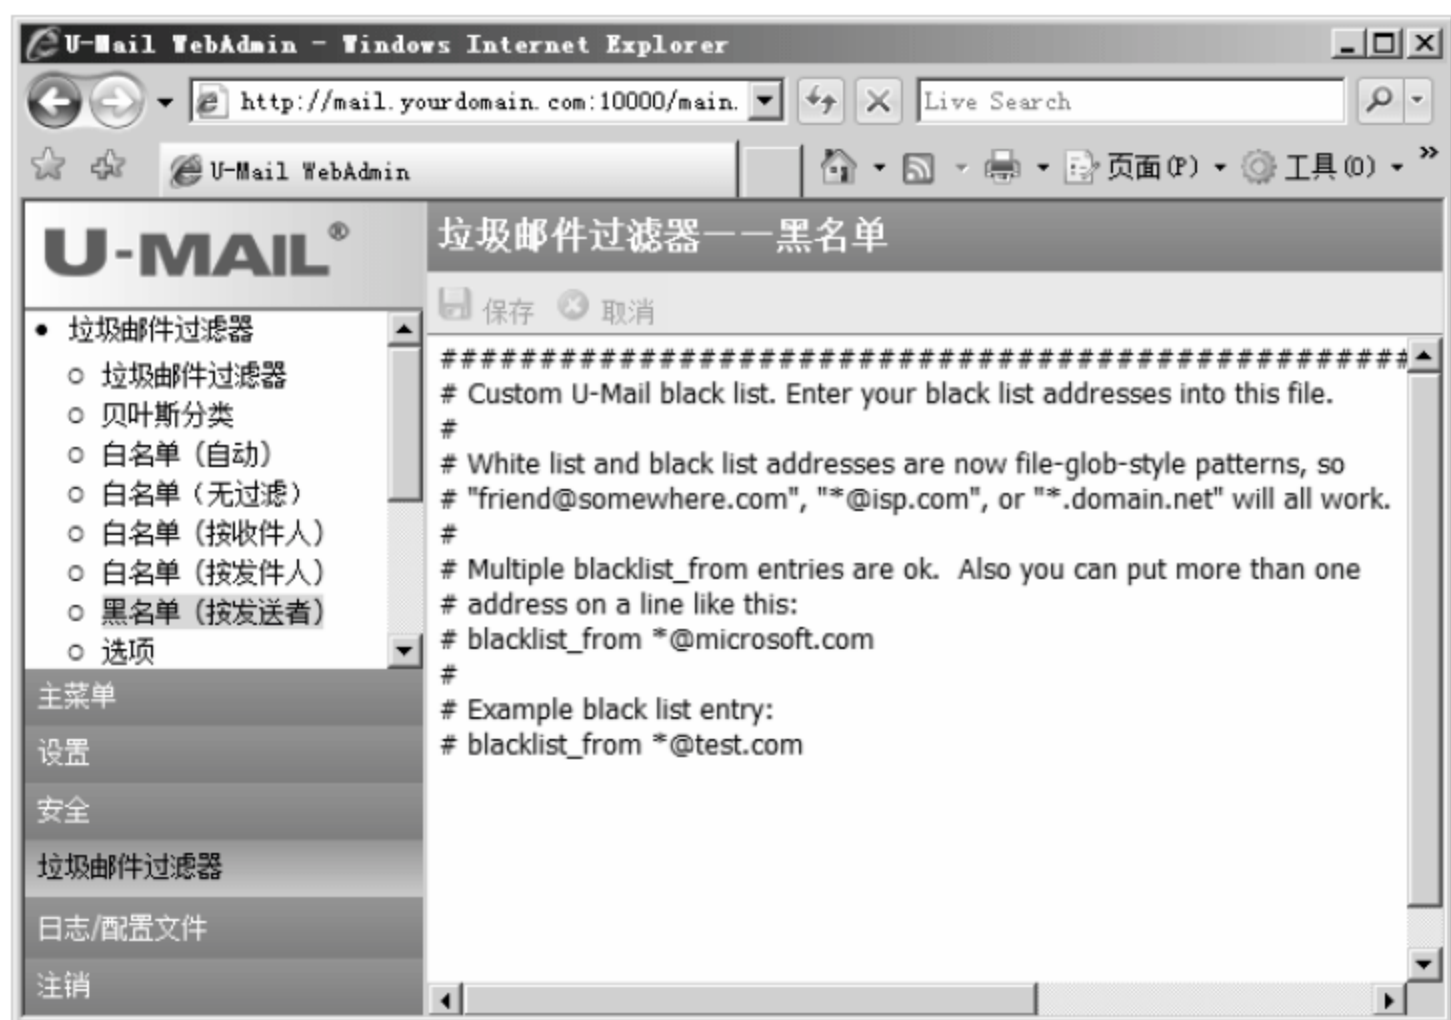 U-Mail WebAdmin - Windows Internet Explorer
http://mail.yourdomain.com:10000/main.
Live Search
U-Mail WebAdmin
页面(P)
工具(O)
U-MAIL®
垃圾邮件过滤器——黑名单
保存 取消
• 垃圾邮件过滤器
○ 垃圾邮件过滤器
○ 贝叶斯分类
○ 白名单（自动）
○ 白名单（无过滤）
○ 白名单（按收件人）
○ 白名单（按发件人）
○ 黑名单（按发送者）
○ 选项
主菜单
设置
安全
垃圾邮件过滤器
日志/配置文件
注销
#################################################
# Custom U-Mail black list. Enter your black list addresses into this file.
#
# White list and black list addresses are now file-glob-style patterns, so
# "friend@somewhere.com", "*@isp.com", or "*.domain.net" will all work.
#
# Multiple blacklist_from entries are ok.  Also you can put more than one
# address on a line like this:
# blacklist_from *@microsoft.com
#
# Example black list entry:
# blacklist_from *@test.com